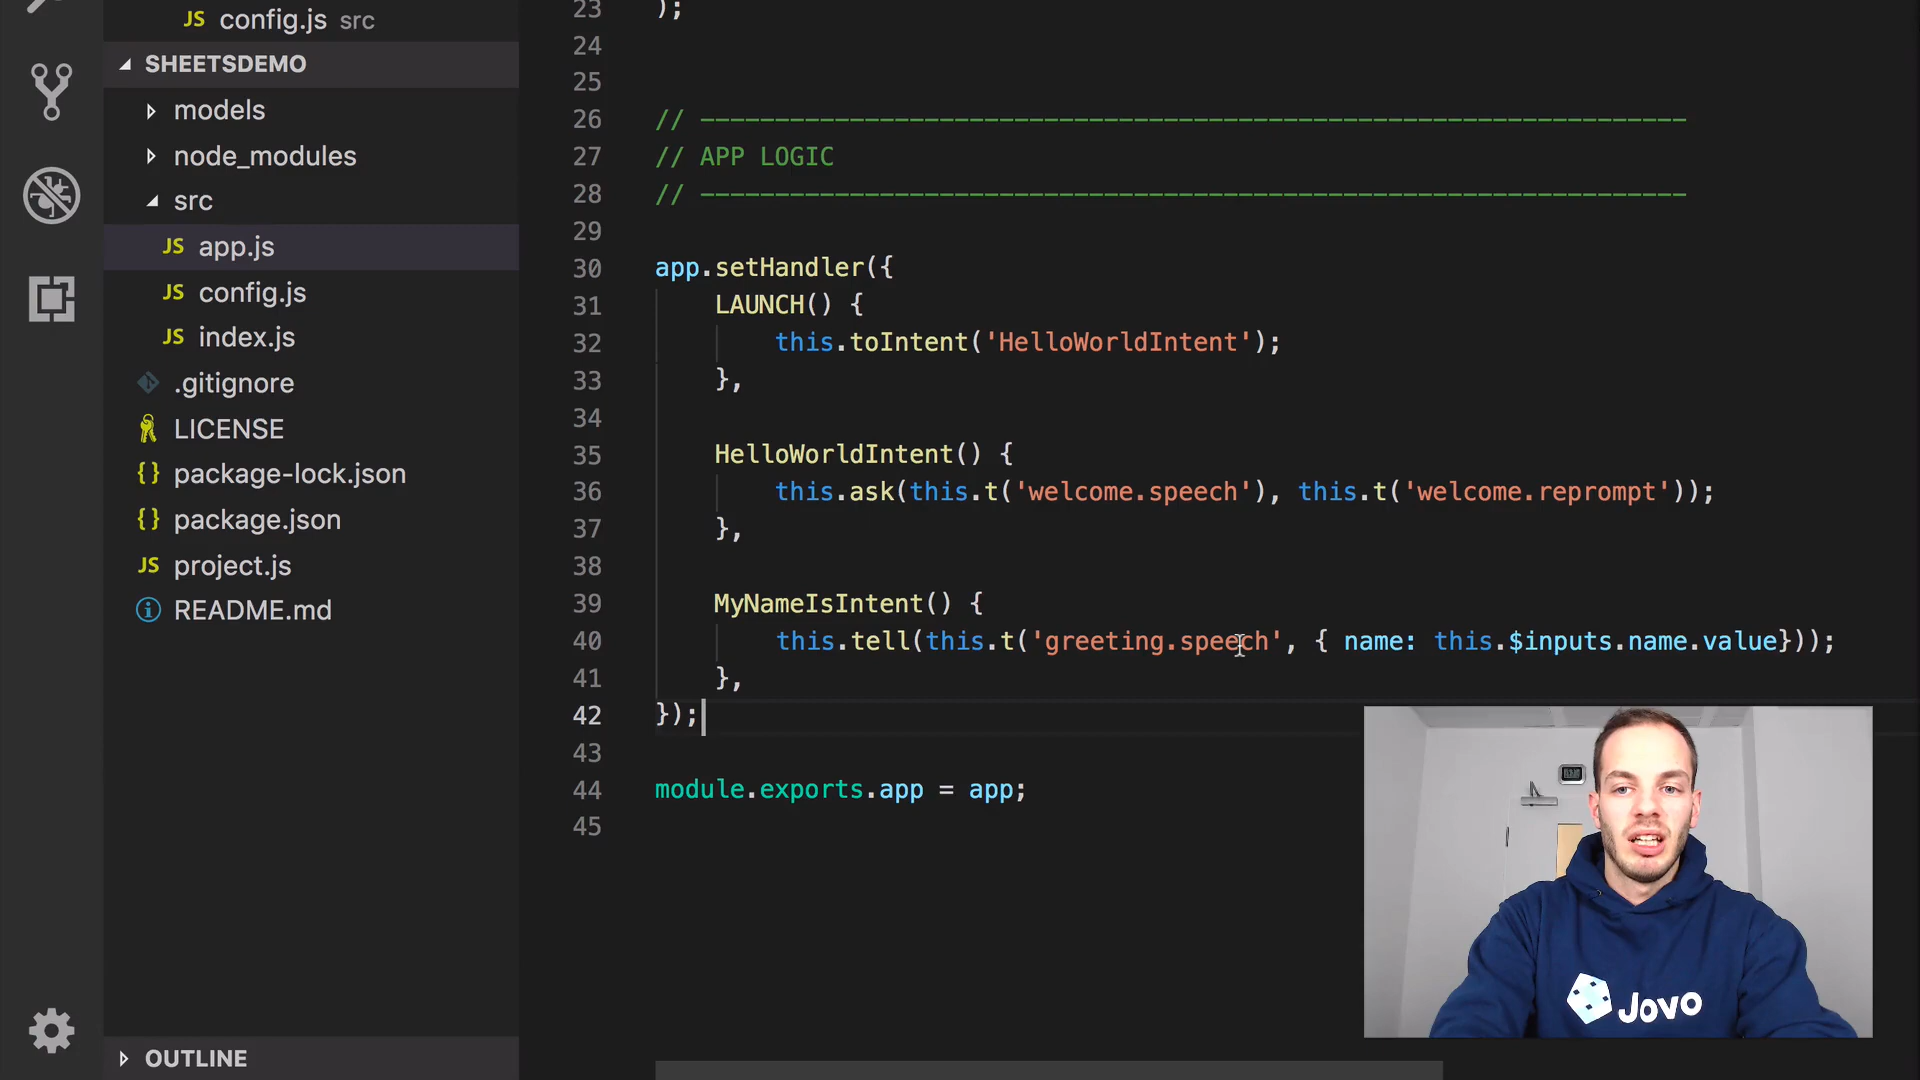 JS config.js src
SHEETSDEMO
models
node_modules
src
JS app.js
JS config.js
JS index.js
.gitignore
LICENSE
{} package-lock.json
{} package.json
JS project.js
README.md
OUTLINE
23 );
24
25
26 // ------------------------------------------------------------------
27 // APP LOGIC
28 // ------------------------------------------------------------------
29
30 app.setHandler({
31 LAUNCH() {
32 this.toIntent('HelloWorldIntent');
33 },
34
35 HelloWorldIntent() {
36 this.ask(this.t('welcome.speech'), this.t('welcome.reprompt'));
37 },
38
39 MyNameIsIntent() {
40 this.tell(this.t('greeting.speech', { name: this.$inputs.name.value}));
41 },
42 });
43
44 module.exports.app = app;
45
Jovo